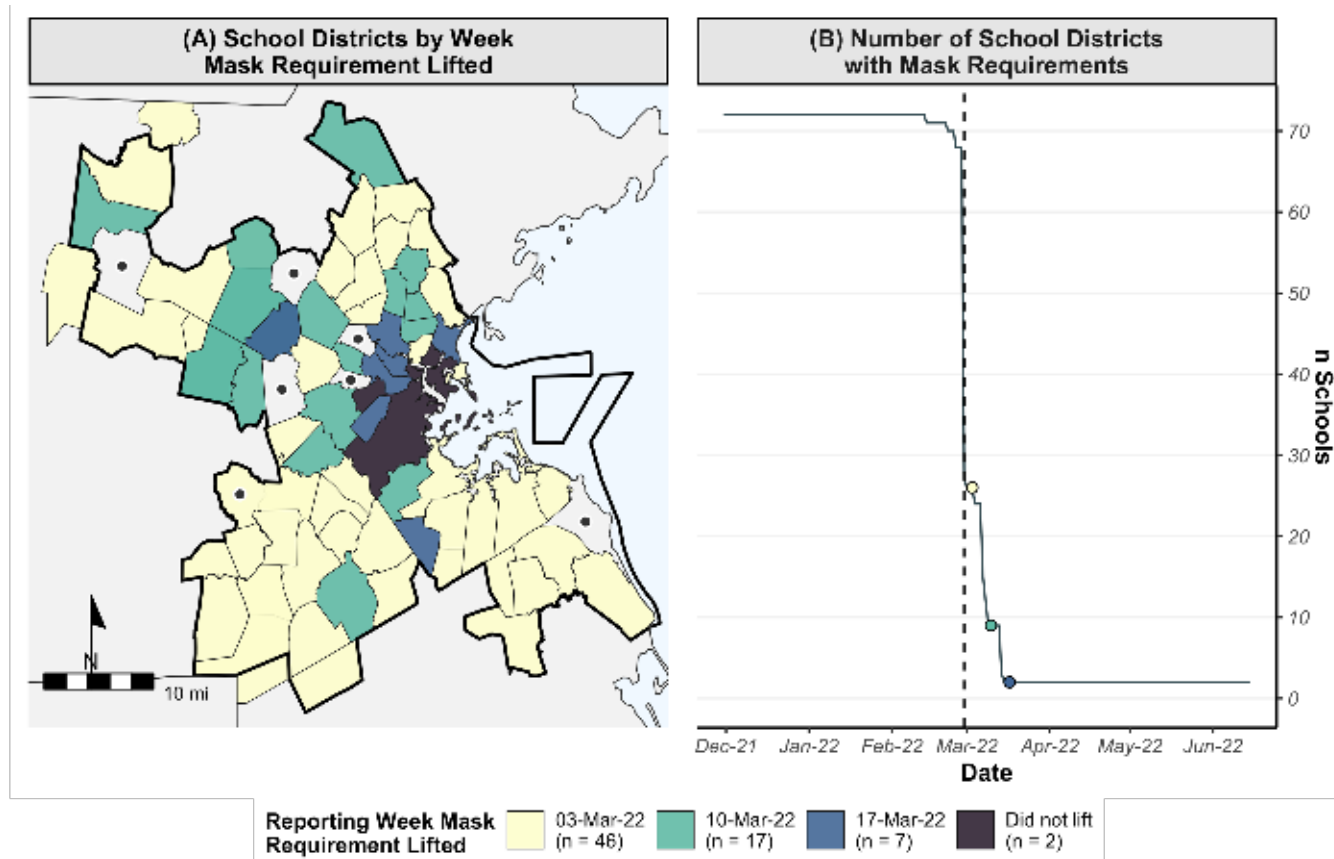 (A) School Districts by Week
Mask Requirement Lifted
(B) Number of School Districts
with Mask Requirements
N
10 mi
70
60
50
40
30
20
10
0
n Schools
Dec-21
Jan-22
Feb-22
Mar-22
Apr-22
May-22
Jun-22
Date
Reporting Week Mask
Requirement Lifted
03-Mar-22
(n = 46)
10-Mar-22
(n = 17)
17-Mar-22
(n = 7)
Did not lift
(n = 2)